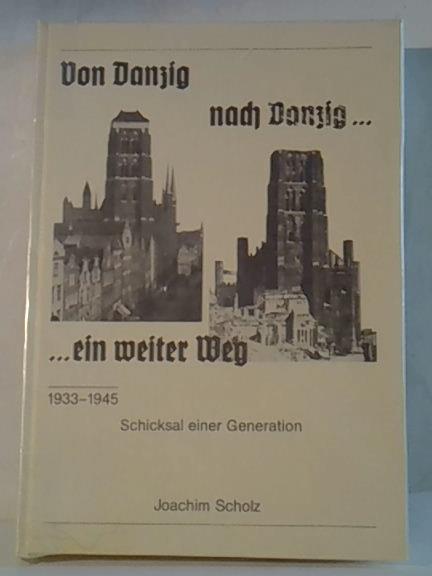 Von Danzig
nach Danzig...
...ein weiter Weg
1933-1945
Schicksal einer Generation
Joachim Scholz